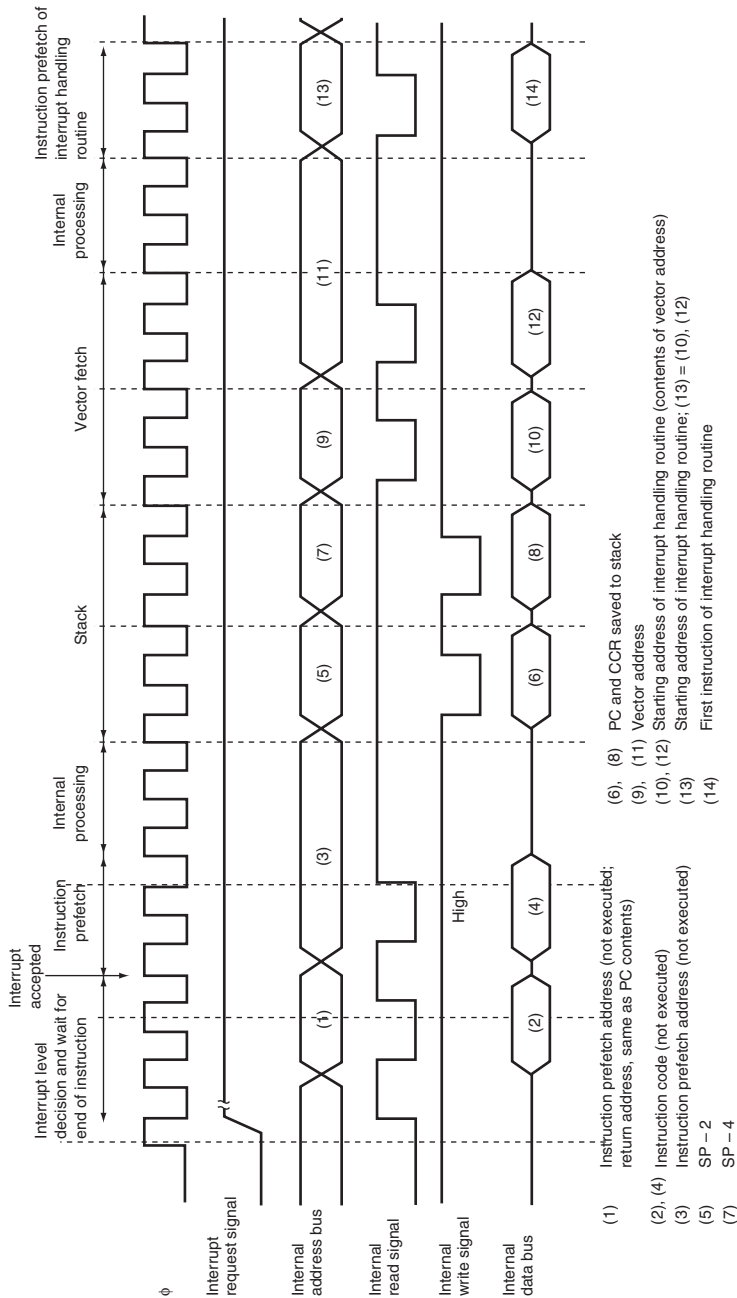 Interrupt
accepted
Interrupt level
decision and wait for
end of instruction
Instruction
prefetch
Internal
processing
Stack
Vector fetch
Internal
processing
Instruction prefetch of
interrupt handling
routine
φ
Interrupt
request signal
Internal
address bus
(1)
(3)
(5)
(7)
(9)
(11)
(13)
Internal
read signal
Internal
write signal
High
Internal
data bus
(2)
(4)
(6)
(8)
(10)
(12)
(14)
(1) Instruction prefetch address (not executed;
return address, same as PC contents)
(2), (4) Instruction code (not executed)
(3) Instruction prefetch address (not executed)
(5) SP – 2
(7) SP – 4
(6), (8) PC and CCR saved to stack
(9), (11) Vector address
(10), (12) Starting address of interrupt handling routine (contents of vector address)
(13) Starting address of interrupt handling routine; (13) = (10), (12)
(14) First instruction of interrupt handling routine